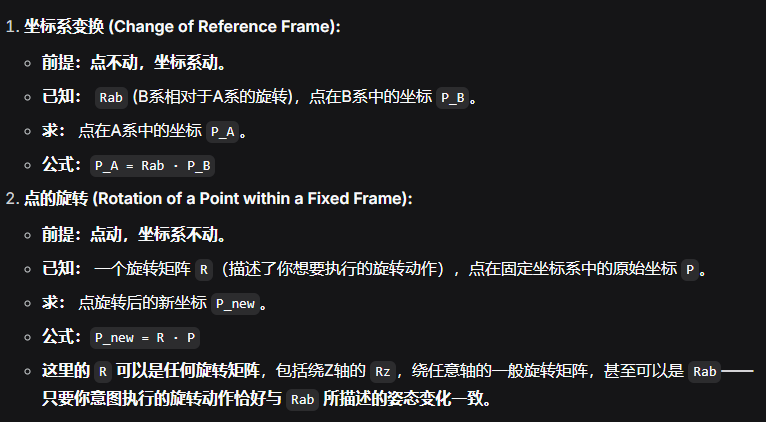 1. 坐标系变换 (Change of Reference Frame):
前提：点不动，坐标系动。
已知： Rab (B系相对于A系的旋转)，点在B系中的坐标 P_B 。
求： 点在A系中的坐标 P_A 。
公式： P_A = Rab · P_B
2. 点的旋转 (Rotation of a Point within a Fixed Frame):
前提：点动，坐标系不动。
已知： 一个旋转矩阵 R （描述了你想要执行的旋转动作），点在固定坐标系中的原始坐标 P 。
求： 点旋转后的新坐标 P_new 。
公式： P_new = R · P
这里的 R 可以是任何旋转矩阵，包括绕Z轴的 Rz ，绕任意轴的一般旋转矩阵，甚至可以是 Rab ——
只要你意图执行的旋转动作恰好与 Rab 所描述的姿态变化一致。